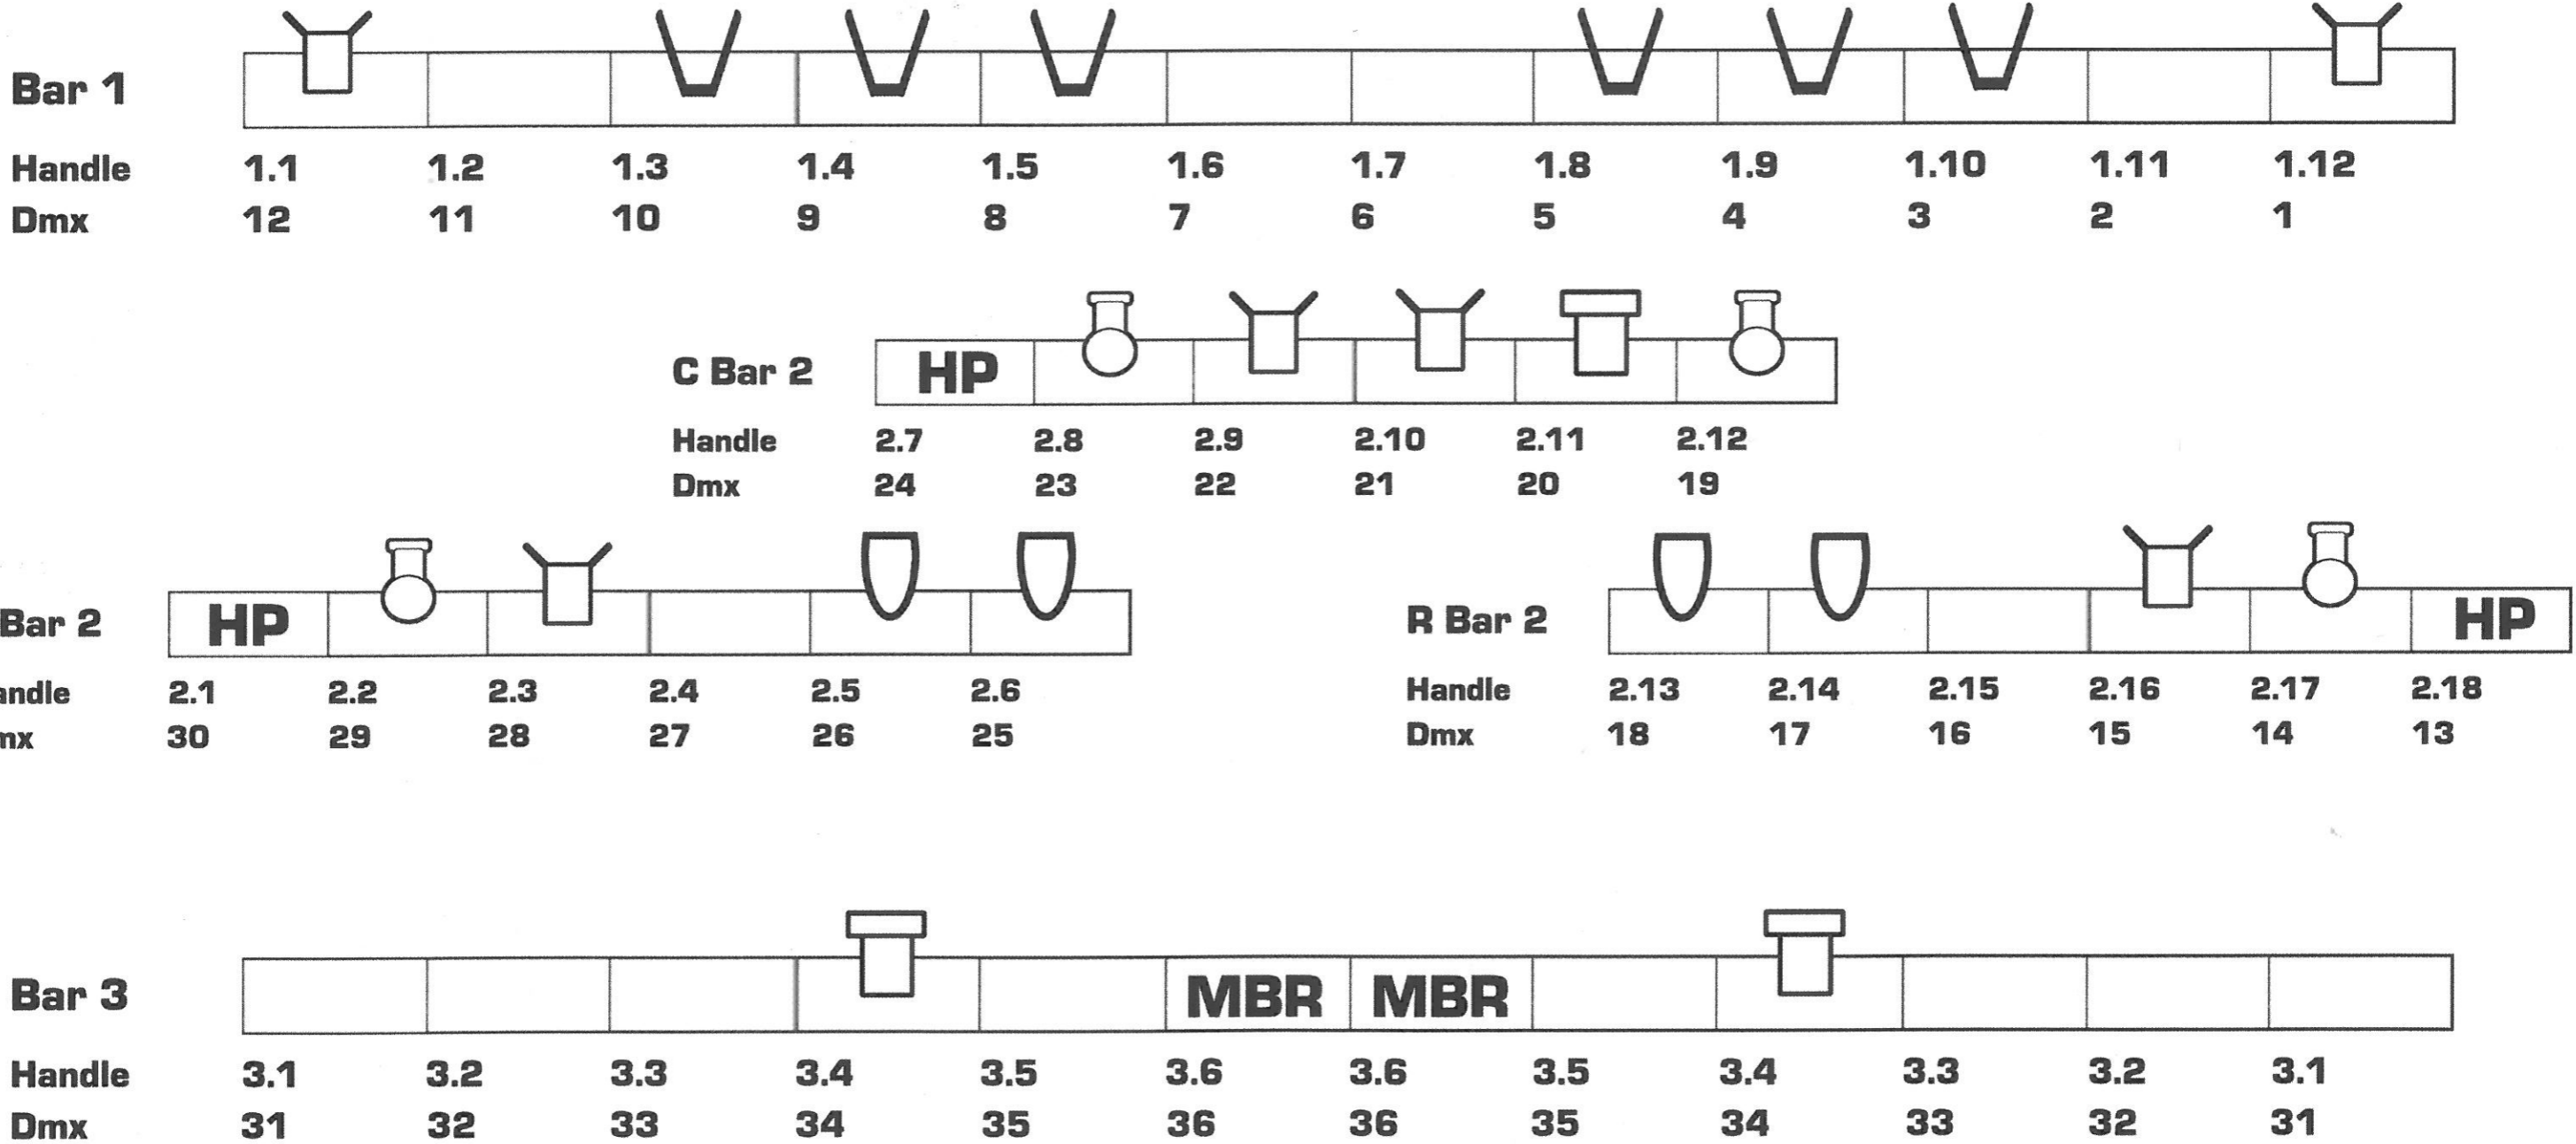 Bar 1
Handle 1.1 1.2 1.3 1.4 1.5 1.6 1.7 1.8 1.9 1.10 1.11 1.12
Dmx 12 11 10 9 8 7 6 5 4 3 2 1
C Bar 2 HP
Handle 2.7 2.8 2.9 2.10 2.11 2.12
Dmx 24 23 22 21 20 19
Bar 2 HP
andle 2.1 2.2 2.3 2.4 2.5 2.6
mx 30 29 28 27 26 25
R Bar 2 HP
Handle 2.13 2.14 2.15 2.16 2.17 2.18
Dmx 18 17 16 15 14 13
Bar 3 MBR MBR
Handle 3.1 3.2 3.3 3.4 3.5 3.6 3.6 3.5 3.4 3.3 3.2 3.1
Dmx 31 32 33 34 35 36 36 35 34 33 32 31